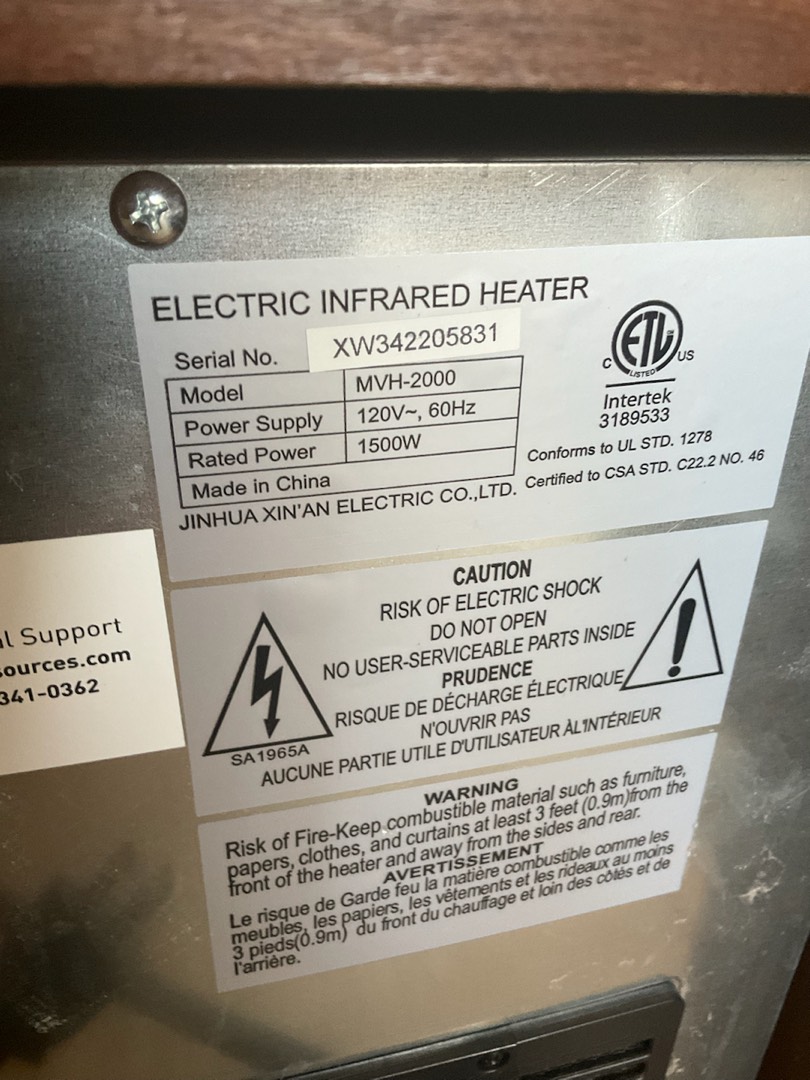 ELECTRIC INFRARED HEATER
Serial No. XW342205831
Model MVH-2000
Power Supply 120V~, 60Hz
Rated Power 1500W
Made in China
JINHUA XIN'AN ELECTRIC CO.,LTD.
C ETL US
LISTED
Intertek
3189533
Conforms to UL STD. 1278
Certified to CSA STD. C22.2 NO. 46
l Support
ources.com
341-0362
CAUTION
RISK OF ELECTRIC SHOCK
DO NOT OPEN
NO USER-SERVICEABLE PARTS INSIDE
PRUDENCE
RISQUE DE DÉCHARGE ÉLECTRIQUE
N'OUVRIR PAS
AUCUNE PARTIE UTILE D'UTILISATEUR ÀL'INTÉRIEUR
SA1965A
WARNING
Risk of Fire-Keep combustible material such as furniture,
papers, clothes, and curtains at least 3 feet (0.9m)from the
front of the heater and away from the sides and rear.
AVERTISSEMENT
Le risque de Garde feu la matière combustible comme les
meubles, les papiers, les vêtements et les rideaux au moins
3 pieds(0.9m) du front du chauffage et loin des côtés et de
l'arrière.